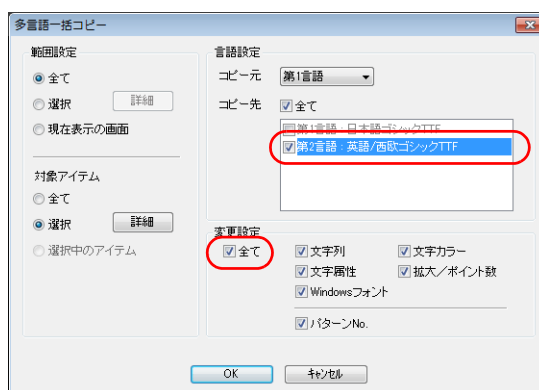 多言語一括コピー
範囲設定
全て
選択
詳細
現在表示の画面
対象アイテム
全て
選択
詳細
選択中のアイテム
言語設定
コピー元
第1言語
コピー先
全て
第1言語：日本語ゴシックTTF
第2言語：英語/西欧ゴシックTTF
変更設定
全て
文字列
文字カラー
文字属性
拡大／ポイント数
Windowsフォント
パターンNo.
OK
キャンセル